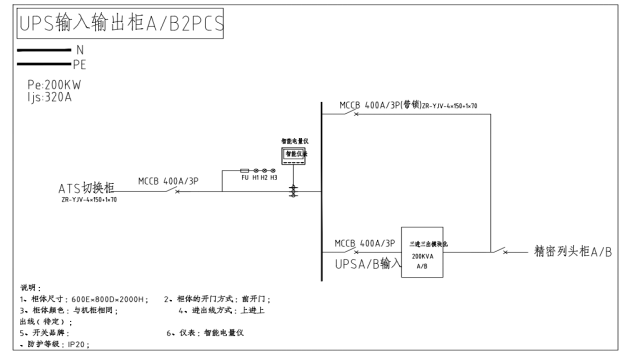 UPS输入输出柜A/B2PCS
N
PE
Pe:200KW
Ijs:320A
MCCB 400A/3P(带锁)ZR-YJV-4×150+1×70
智能电量仪
智能仪表
FU H1 H2 H3
MCCB 400A/3P
ATS切换柜
ZR-YJV-4×150+1×70
MCCB 400A/3P
UPSA/B输入
三进三出模块化
200KVA
A/B
精密列头柜A/B
说明：
1、柜体尺寸：600E×800D×2000H； 2、柜体的开门方式：前开门；
3、柜体颜色：与机柜相同； 4、进出线方式：上进上
出线(待定)；
5、开关品牌： 6、仪表：智能电量仪
、防护等级：IP20；